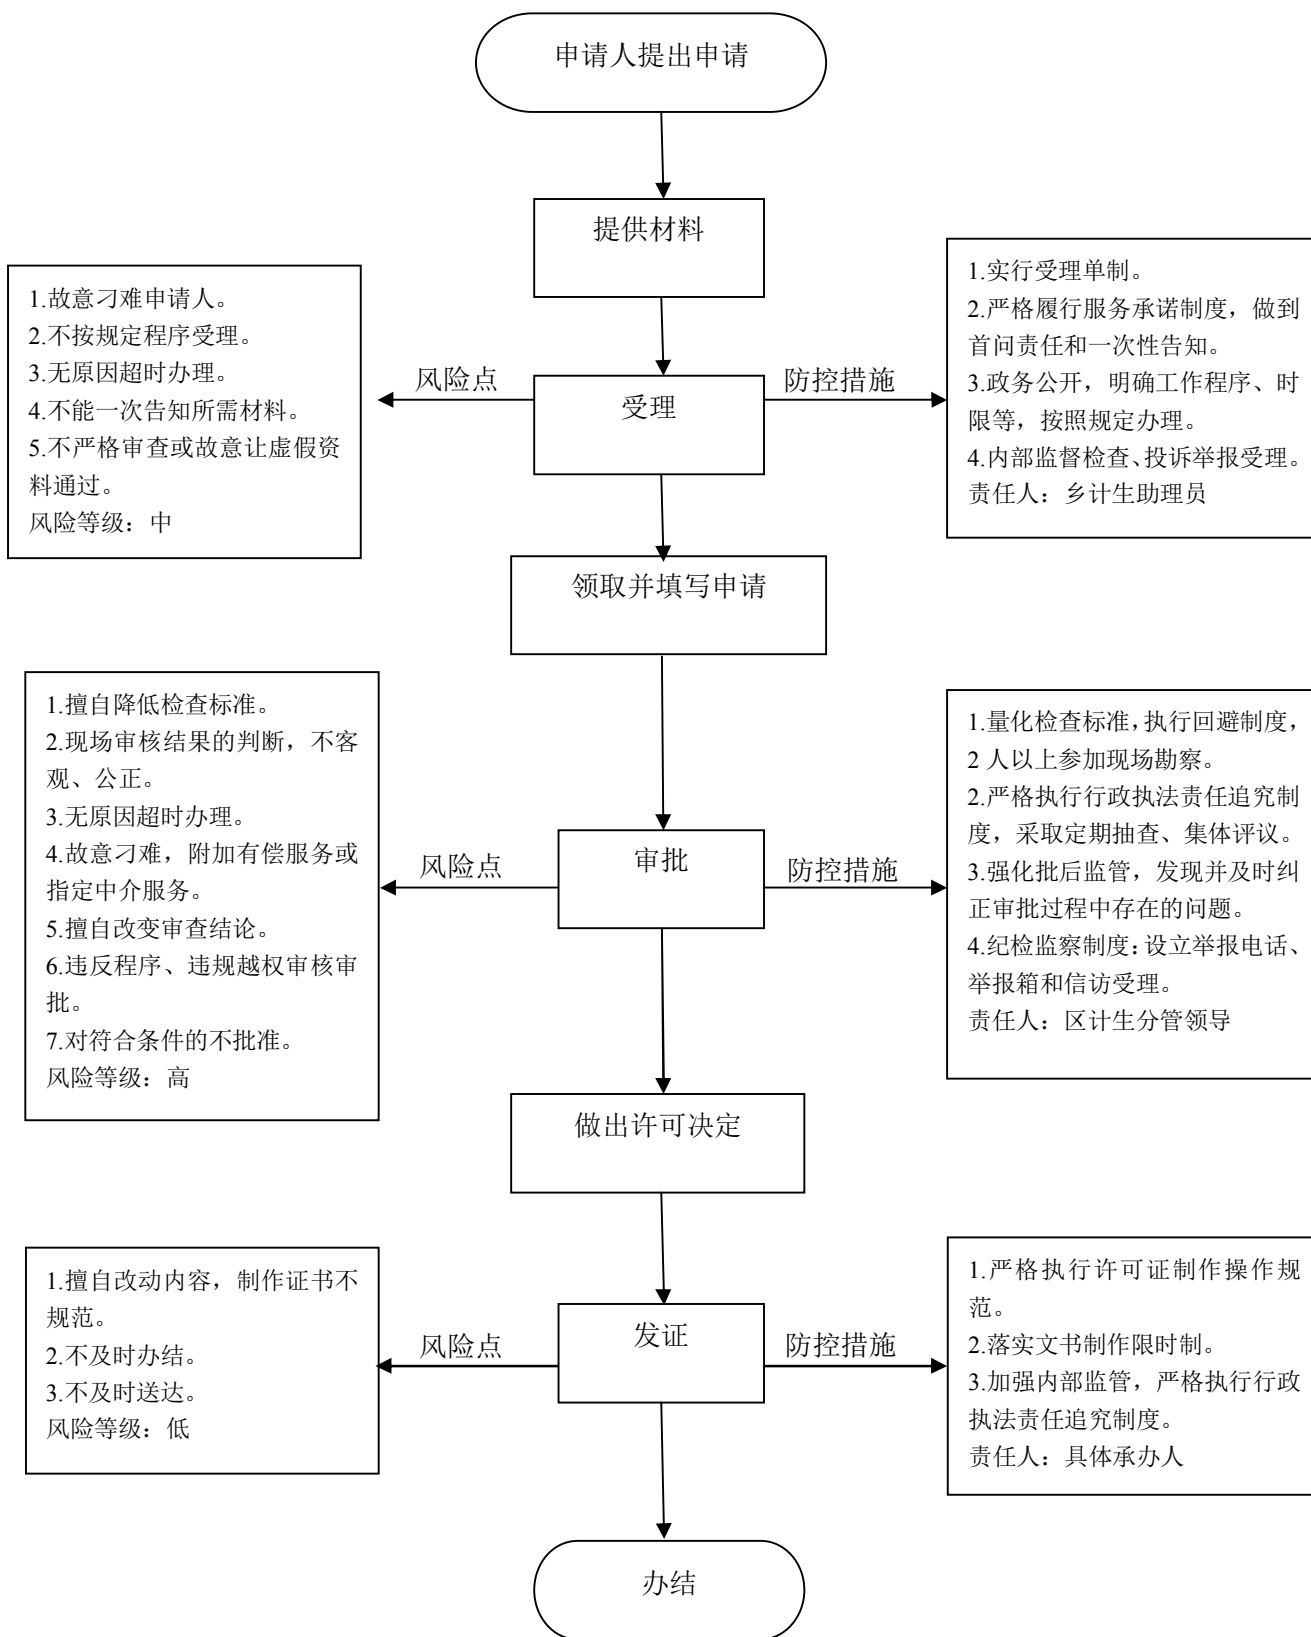 申请人提出申请
提供材料
1.故意刁难申请人。
2.不按规定程序受理。
3.无原因超时办理。
4.不能一次告知所需材料。
5.不严格审查或故意让虚假资
料通过。
风险等级：中
风险点
受理
防控措施
1.实行受理单制。
2.严格履行服务承诺制度，做到
首问责任和一次性告知。
3.政务公开，明确工作程序、时
限等，按照规定办理。
4.内部监督检查、投诉举报受理。
责任人：乡计生助理员
领取并填写申请
1.擅自降低检查标准。
2.现场审核结果的判断，不客
观、公正。
3.无原因超时办理。
4.故意刁难，附加有偿服务或
指定中介服务。
5.擅自改变审查结论。
6.违反程序、违规越权审核审
批。
7.对符合条件的不批准。
风险等级：高
风险点
审批
防控措施
1.量化检查标准，执行回避制度，
2 人以上参加现场勘察。
2.严格执行行政执法责任追究制
度，采取定期抽查、集体评议。
3.强化批后监管，发现并及时纠
正审批过程中存在的问题。
4.纪检监察制度：设立举报电话、
举报箱和信访受理。
责任人：区计生分管领导
做出许可决定
1.擅自改动内容，制作证书不
规范。
2.不及时办结。
3.不及时送达。
风险等级：低
风险点
发证
防控措施
1.严格执行许可证制作操作规
范。
2.落实文书制作限时制。
3.加强内部监管，严格执行行政
执法责任追究制度。
责任人：具体承办人
办结